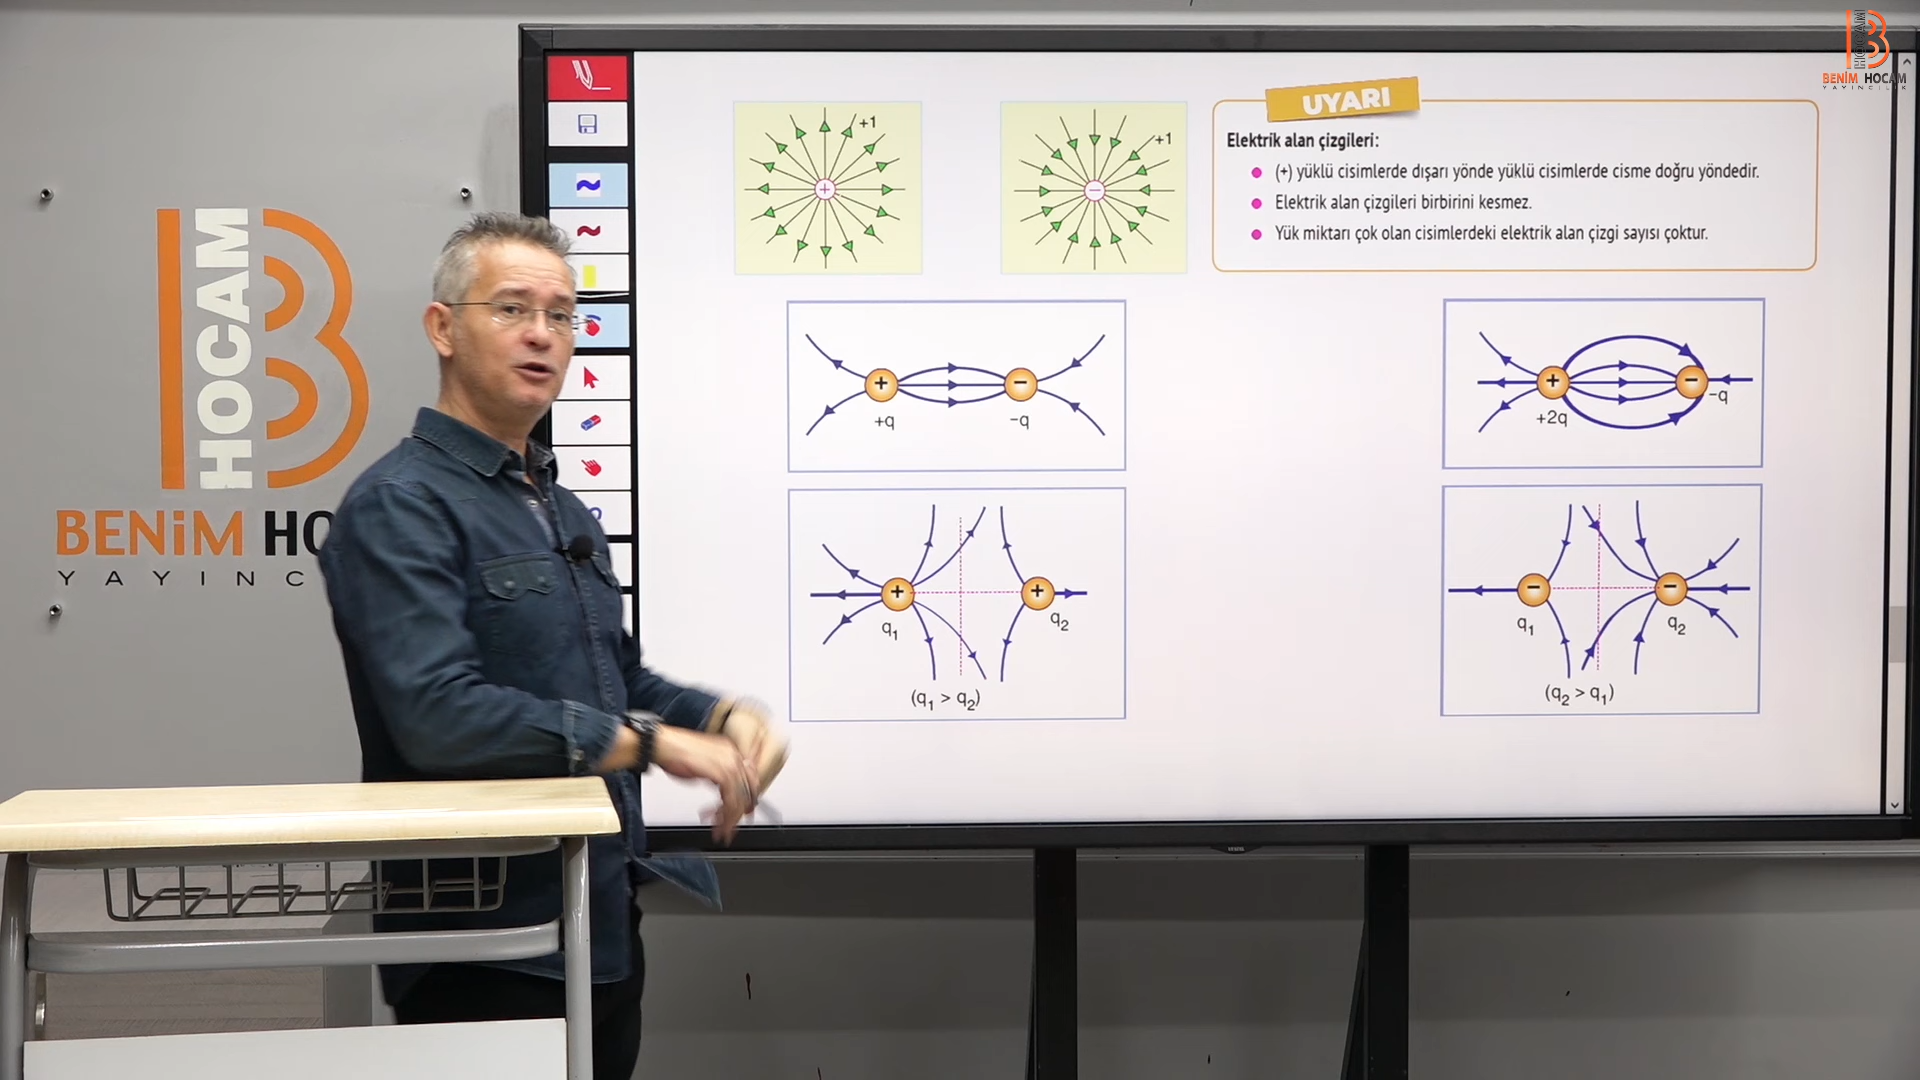 BENİM HOCAM
YAYINCILIK
HOCAM
BENİM HO
YAYINC
+1
+1
UYARI
Elektrik alan çizgileri:
(+) yüklü cisimlerde dışarı yönde yüklü cisimlerde cisme doğru yöndedir.
Elektrik alan çizgileri birbirini kesmez.
Yük miktarı çok olan cisimlerdeki elektrik alan çizgi sayısı çoktur.
+ −
+q −q
+ −
+2q −q
+ +
q₁ q₂
(q₁ > q₂)
− −
q₁ q₂
(q₂ > q₁)